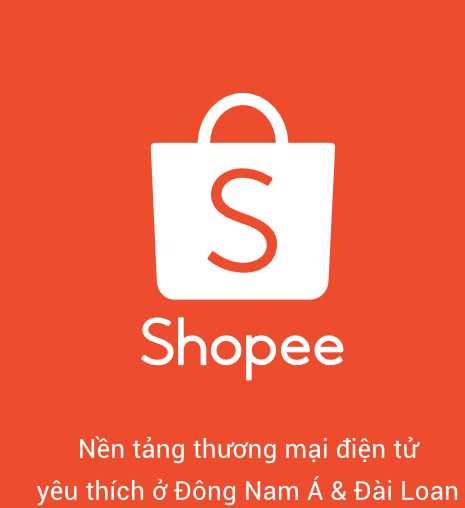 S
Shopee
Nền tảng thương mại điện tử
yêu thích ở Đông Nam Á & Đài Loan